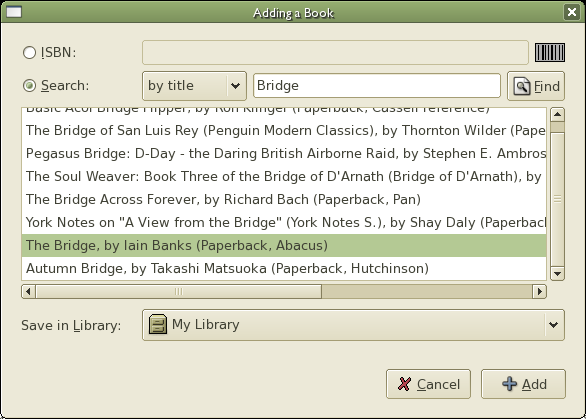 Adding a Book
ISBN:
Search: by title Bridge Find
Basic Acol Bridge Flipper, by Ron Klinger (Paperback, Cassell reference)
The Bridge of San Luis Rey (Penguin Modern Classics), by Thornton Wilder (Pape
Pegasus Bridge: D-Day - the Daring British Airborne Raid, by Stephen E. Ambros
The Soul Weaver: Book Three of the Bridge of D'Arnath (Bridge of D'Arnath), by
The Bridge Across Forever, by Richard Bach (Paperback, Pan)
York Notes on "A View from the Bridge" (York Notes S.), by Shay Daly (Paperbac
The Bridge, by Iain Banks (Paperback, Abacus)
Autumn Bridge, by Takashi Matsuoka (Paperback, Hutchinson)
Save in Library: My Library
Cancel Add